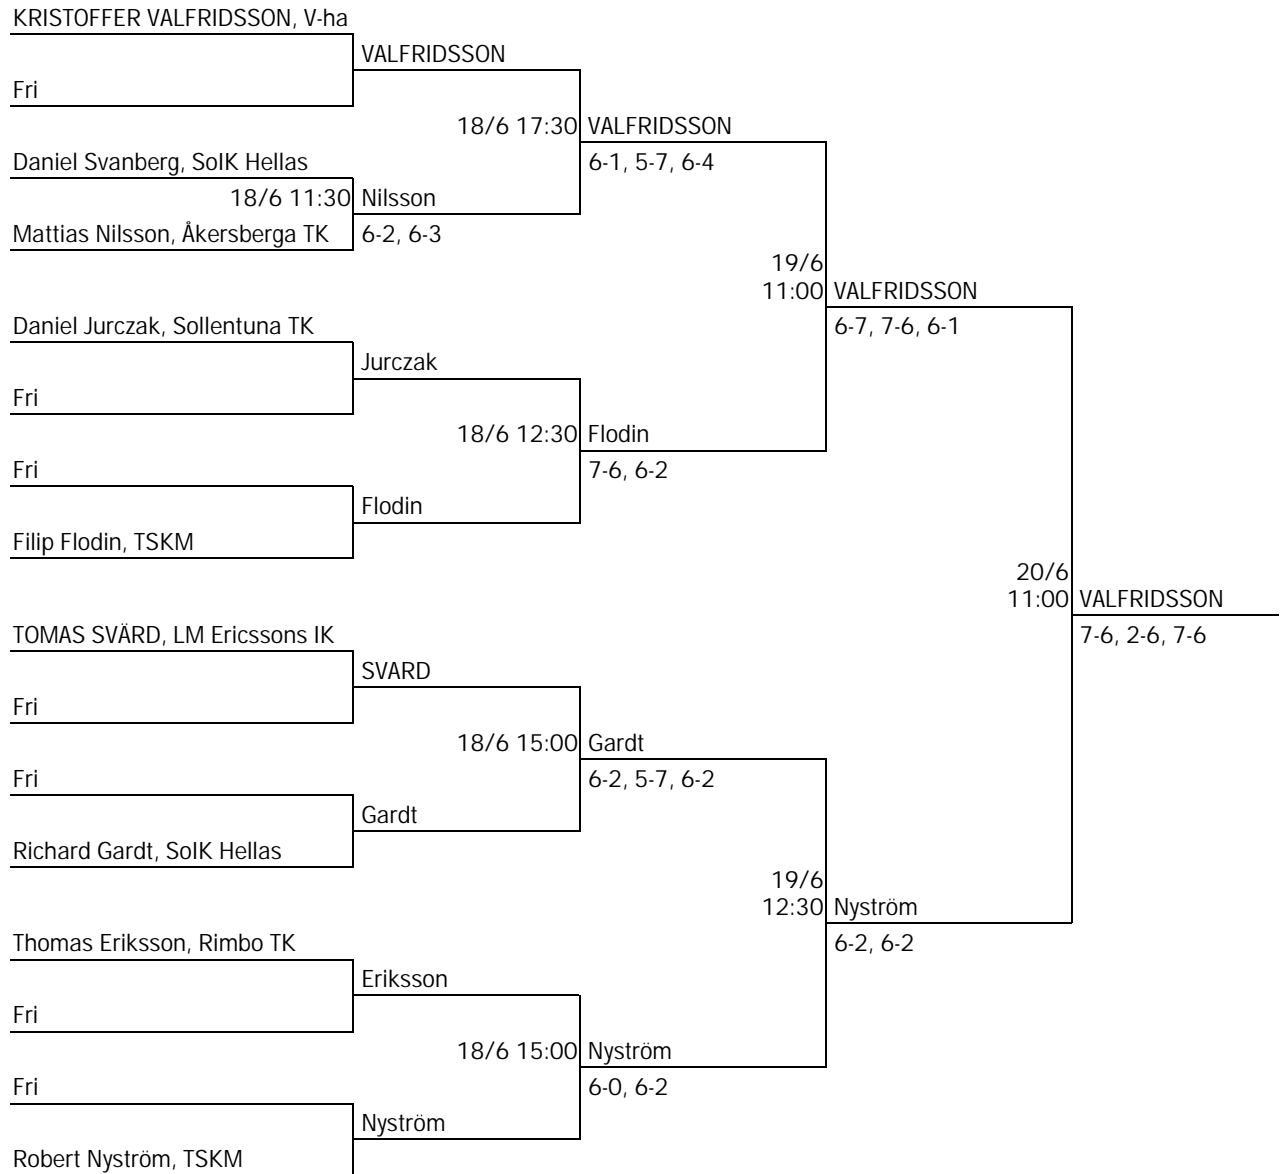 KRISTOFFER VALFRIDSSON, V-ha
VALFRIDSSON
Fri
18/6 17:30 VALFRIDSSON
Daniel Svanberg, SoIK Hellas
6-1, 5-7, 6-4
18/6 11:30 Nilsson
Mattias Nilsson, Åkersberga TK
6-2, 6-3
19/6
11:00 VALFRIDSSON
Daniel Jurczak, Sollentuna TK
6-7, 7-6, 6-1
Jurczak
Fri
18/6 12:30 Flodin
Fri
7-6, 6-2
Flodin
Filip Flodin, TSKM
20/6
11:00 VALFRIDSSON
TOMAS SVÄRD, LM Ericssons IK
7-6, 2-6, 7-6
SVARD
Fri
18/6 15:00 Gardt
Fri
6-2, 5-7, 6-2
Gardt
Richard Gardt, SoIK Hellas
19/6
12:30 Nyström
Thomas Eriksson, Rimbo TK
6-2, 6-2
Eriksson
Fri
18/6 15:00 Nyström
Fri
6-0, 6-2
Nyström
Robert Nyström, TSKM